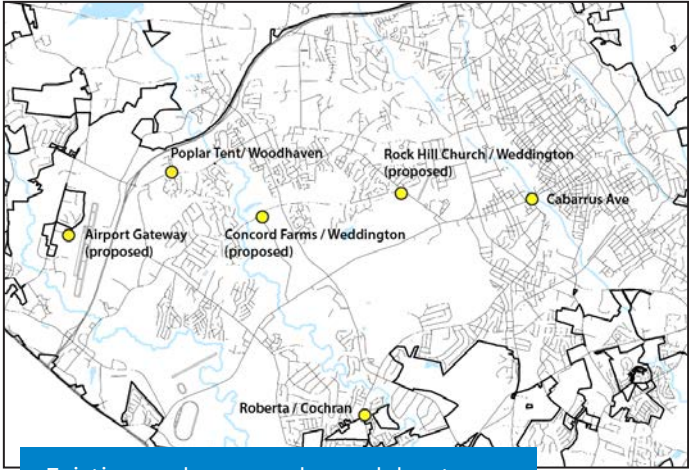 Poplar Tent/ Woodhaven
Rock Hill Church / Weddington
(proposed)
Cabarrus Ave
Airport Gateway
(proposed)
Concord Farms / Weddington
(proposed)
Roberta / Cochran